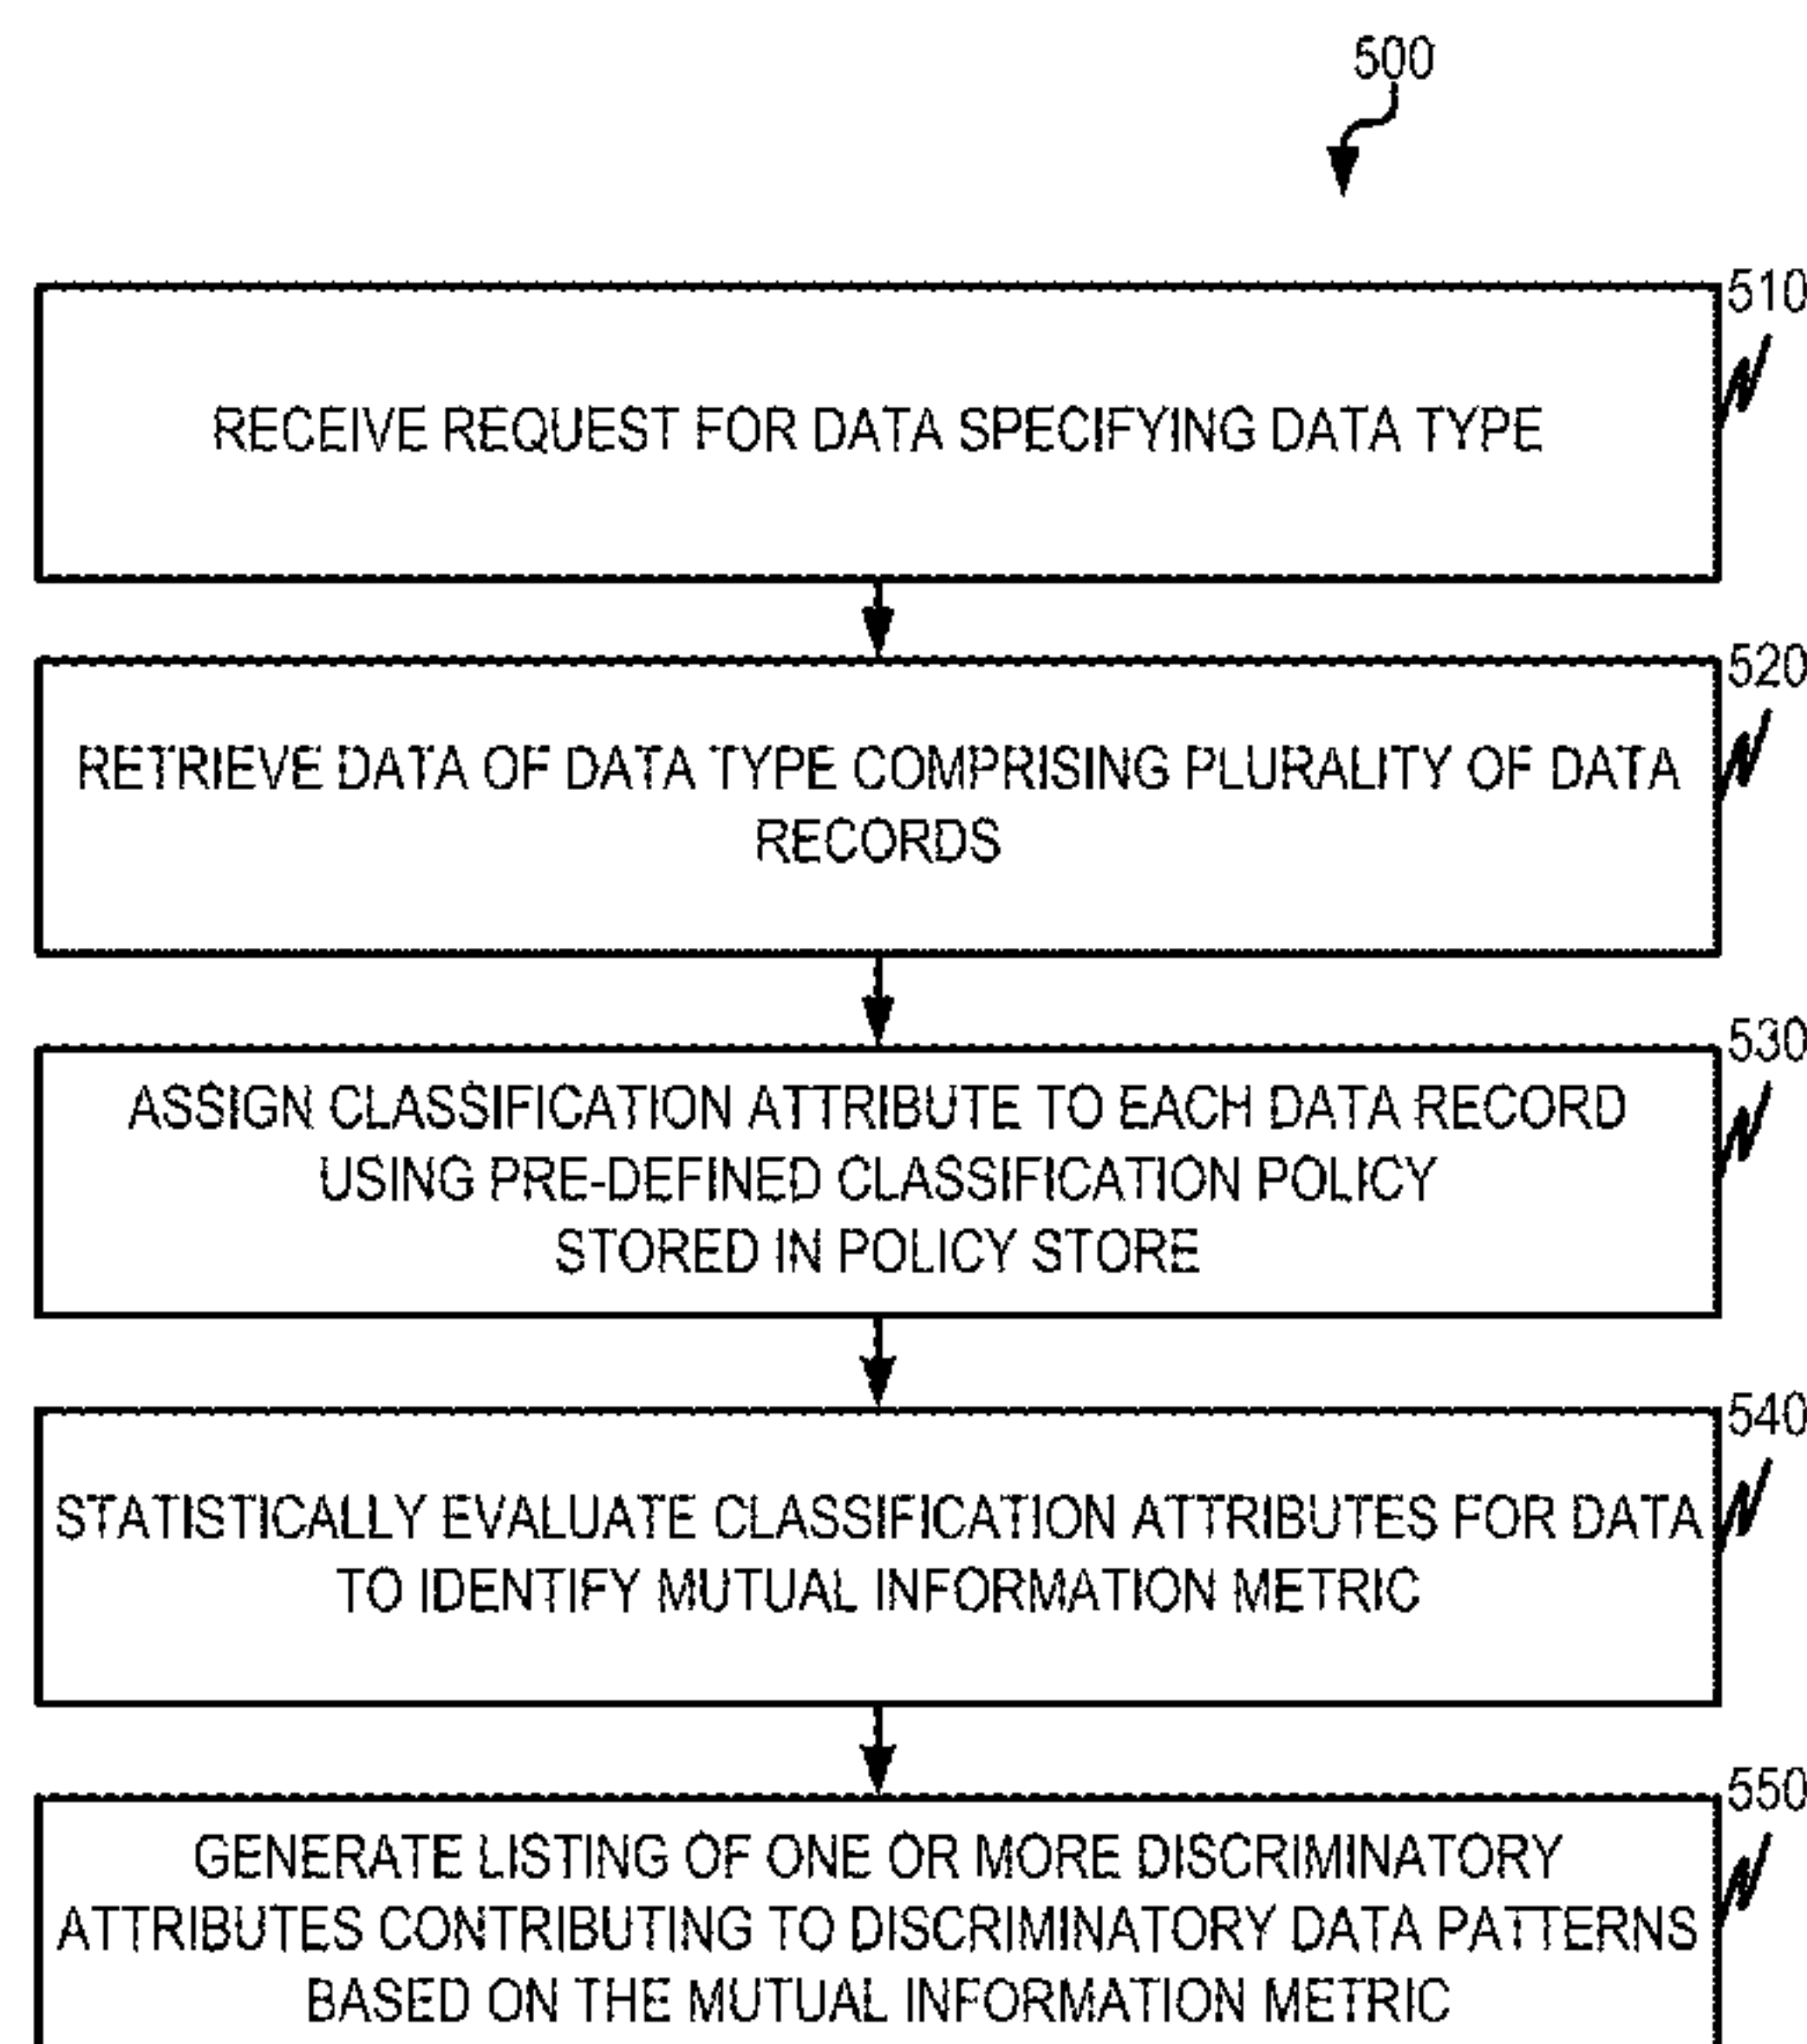 500
510
RECEIVE REQUEST FOR DATA SPECIFYING DATA TYPE
520
RETRIEVE DATA OF DATA TYPE COMPRISING PLURALITY OF DATA
RECORDS
530
ASSIGN CLASSIFICATION ATTRIBUTE TO EACH DATA RECORD
USING PRE-DEFINED CLASSIFICATION POLICY
STORED IN POLICY STORE
540
STATISTICALLY EVALUATE CLASSIFICATION ATTRIBUTES FOR DATA
TO IDENTIFY MUTUAL INFORMATION METRIC
550
GENERATE LISTING OF ONE OR MORE DISCRIMINATORY
ATTRIBUTES CONTRIBUTING TO DISCRIMINATORY DATA PATTERNS
BASED ON THE MUTUAL INFORMATION METRIC